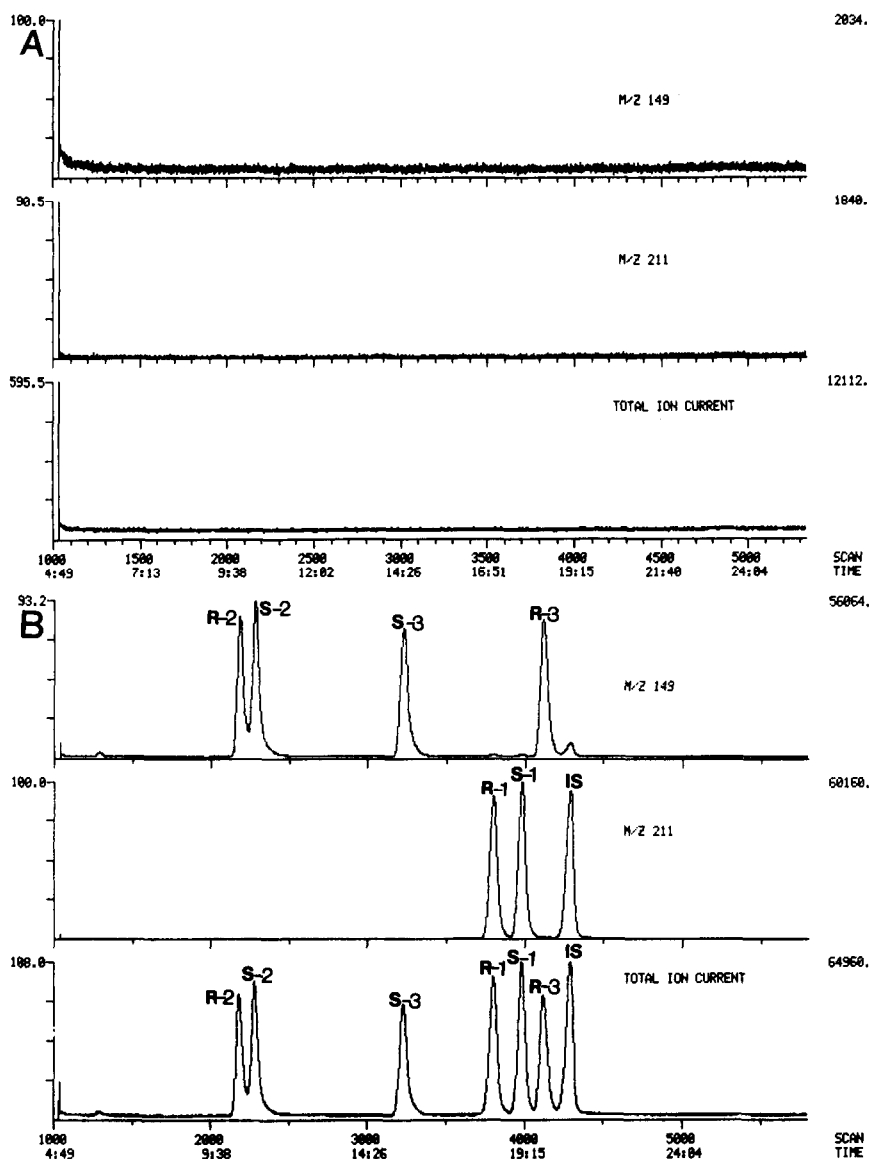 A
100.0
2034.
M/Z 149
90.5
1840.
M/Z 211
595.5
12112.
TOTAL ION CURRENT
1000 1500 2000 2500 3000 3500 4000 4500 5000 SCAN
4:49 7:13 9:38 12:02 14:26 16:51 19:15 21:40 24:04 TIME
B
93.2
56064.
R-2 S-2 S-3 R-3
M/Z 149
100.0
60160.
R-1 S-1 IS
M/Z 211
108.0
64960.
R-2 S-2 S-3 R-1 S-1 R-3 IS
TOTAL ION CURRENT
1000 2000 3000 4000 5000 SCAN
4:49 9:38 14:26 19:15 24:04 TIME